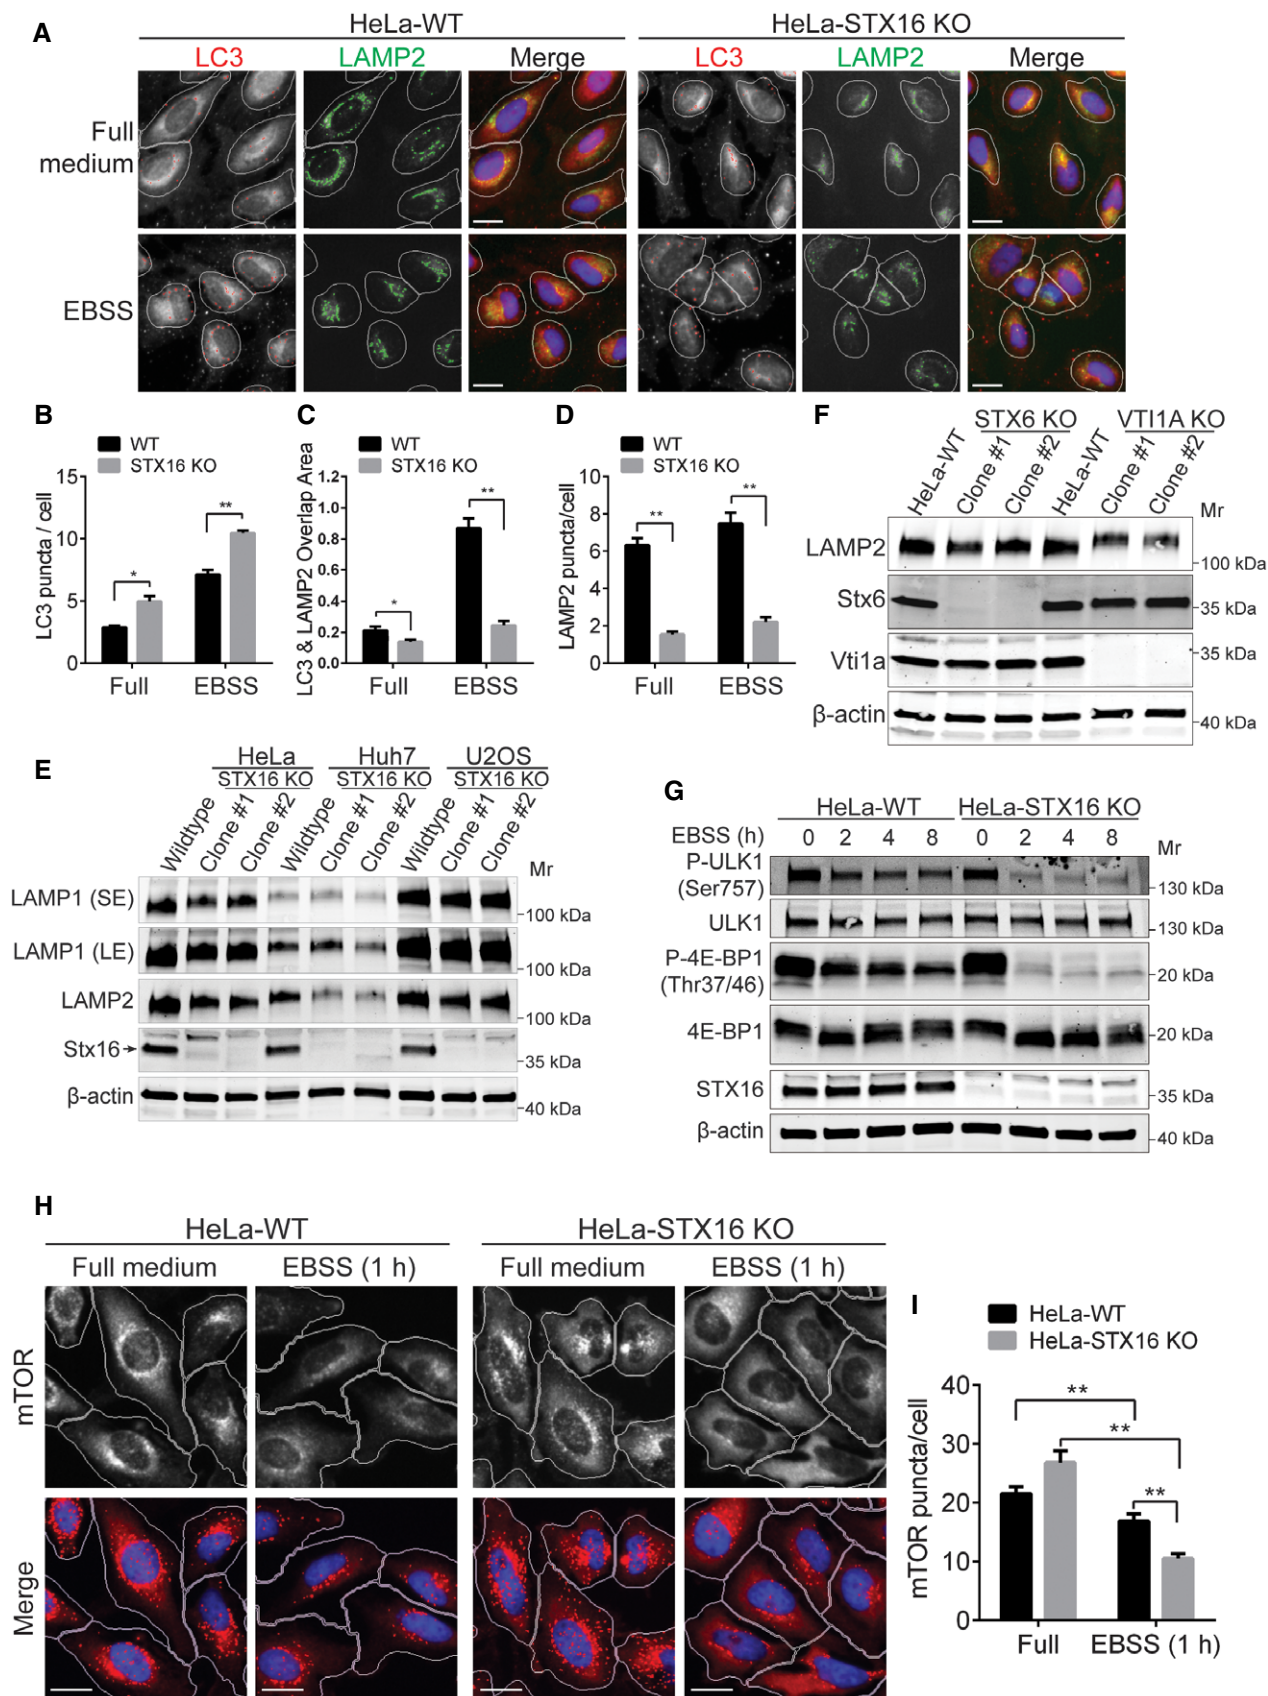 A
HeLa-WT
HeLa-STX16 KO
LC3 LAMP2 Merge LC3 LAMP2 Merge
Full medium
EBSS
B
WT
STX16 KO
LC3 puncta / cell
15
10
5
0
*
**
Full EBSS
C
WT
STX16 KO
LC3 & LAMP2 Overlap Area
1.2
1.0
0.8
0.6
0.4
0.2
0.0
*
**
Full EBSS
D
WT
STX16 KO
LAMP2 puncta/cell
10
8
6
4
2
0
**
**
Full EBSS
F
STX6 KO VTI1A KO
HeLa-WT Clone #1 Clone #2 HeLa-WT Clone #1 Clone #2
Mr
LAMP2
100 kDa
Stx6
35 kDa
Vti1a
35 kDa
β-actin
40 kDa
E
HeLa Huh7 U2OS
STX16 KO STX16 KO STX16 KO
Wildtype Clone #1 Clone #2 Wildtype Clone #1 Clone #2 Wildtype Clone #1 Clone #2
Mr
LAMP1 (SE)
100 kDa
LAMP1 (LE)
100 kDa
LAMP2
100 kDa
Stx16
35 kDa
β-actin
40 kDa
G
HeLa-WT HeLa-STX16 KO
EBSS (h) 0 2 4 8 0 2 4 8
Mr
P-ULK1
(Ser757)
130 kDa
ULK1
130 kDa
P-4E-BP1
(Thr37/46)
20 kDa
4E-BP1
20 kDa
STX16
35 kDa
β-actin
40 kDa
H
HeLa-WT HeLa-STX16 KO
Full medium EBSS (1 h) Full medium EBSS (1 h)
mTOR
Merge
I
HeLa-WT
HeLa-STX16 KO
mTOR puncta/cell
40
30
20
10
0
**
**
**
Full EBSS (1 h)